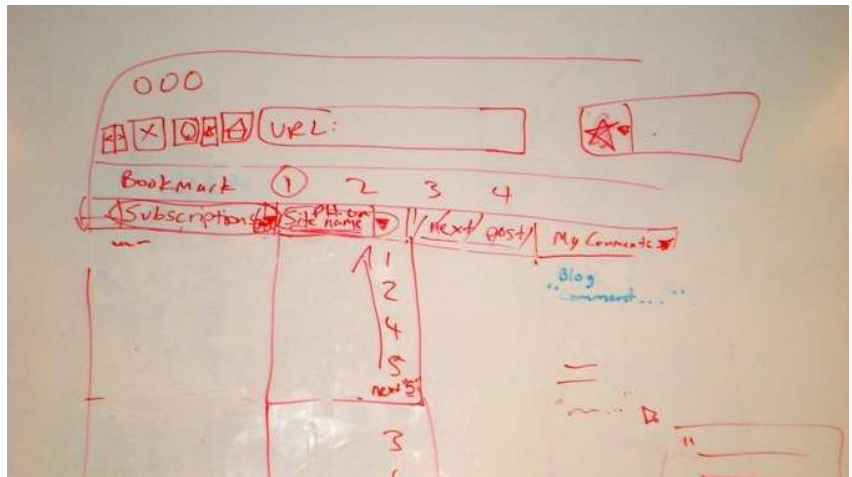 URL:
Bookmark 1 2 3 4
Subscriptions Site name next post My Comments
1
2
4
5
next "5"
3
Blog
"Comment..."